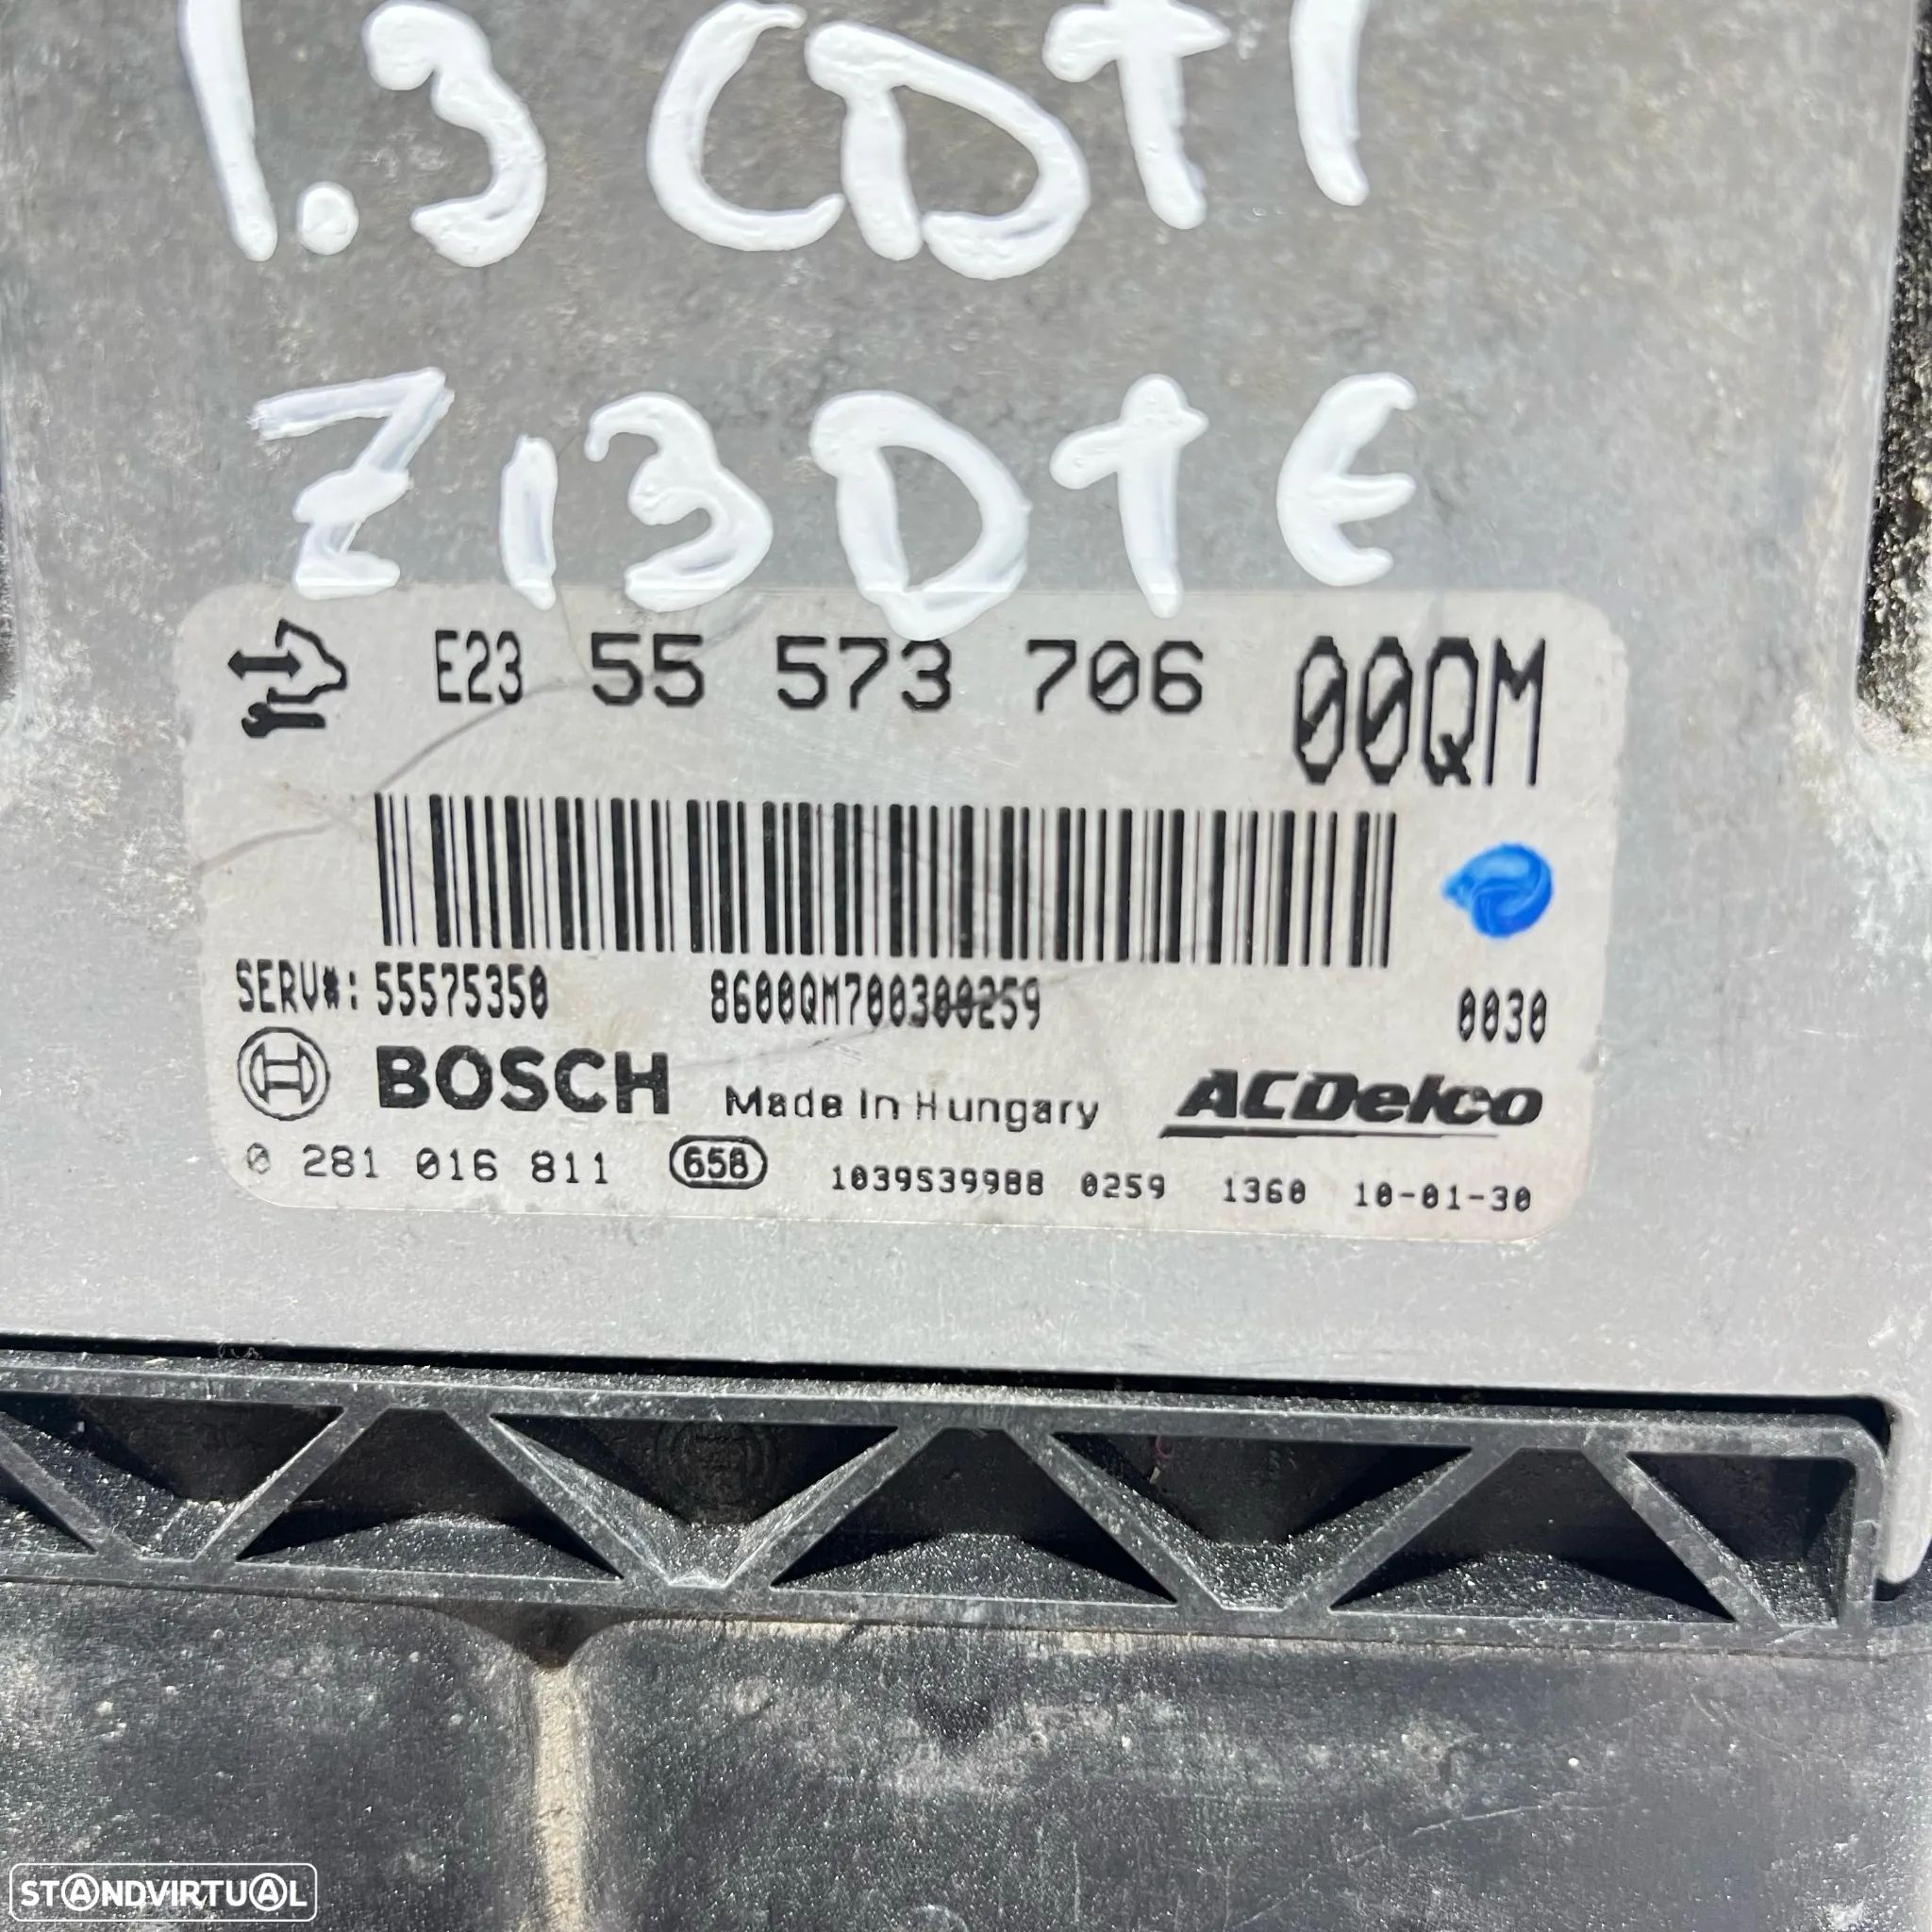 1.3 CDTI
Z13DTE
E23 55 573 706 00QM
SERV#: 55575350 8600QM700300259 0030
BOSCH Made In Hungary ACDelco
0 281 016 811 658 1039S39988 0259 1360 10-01-30
STANDVIRTUAL